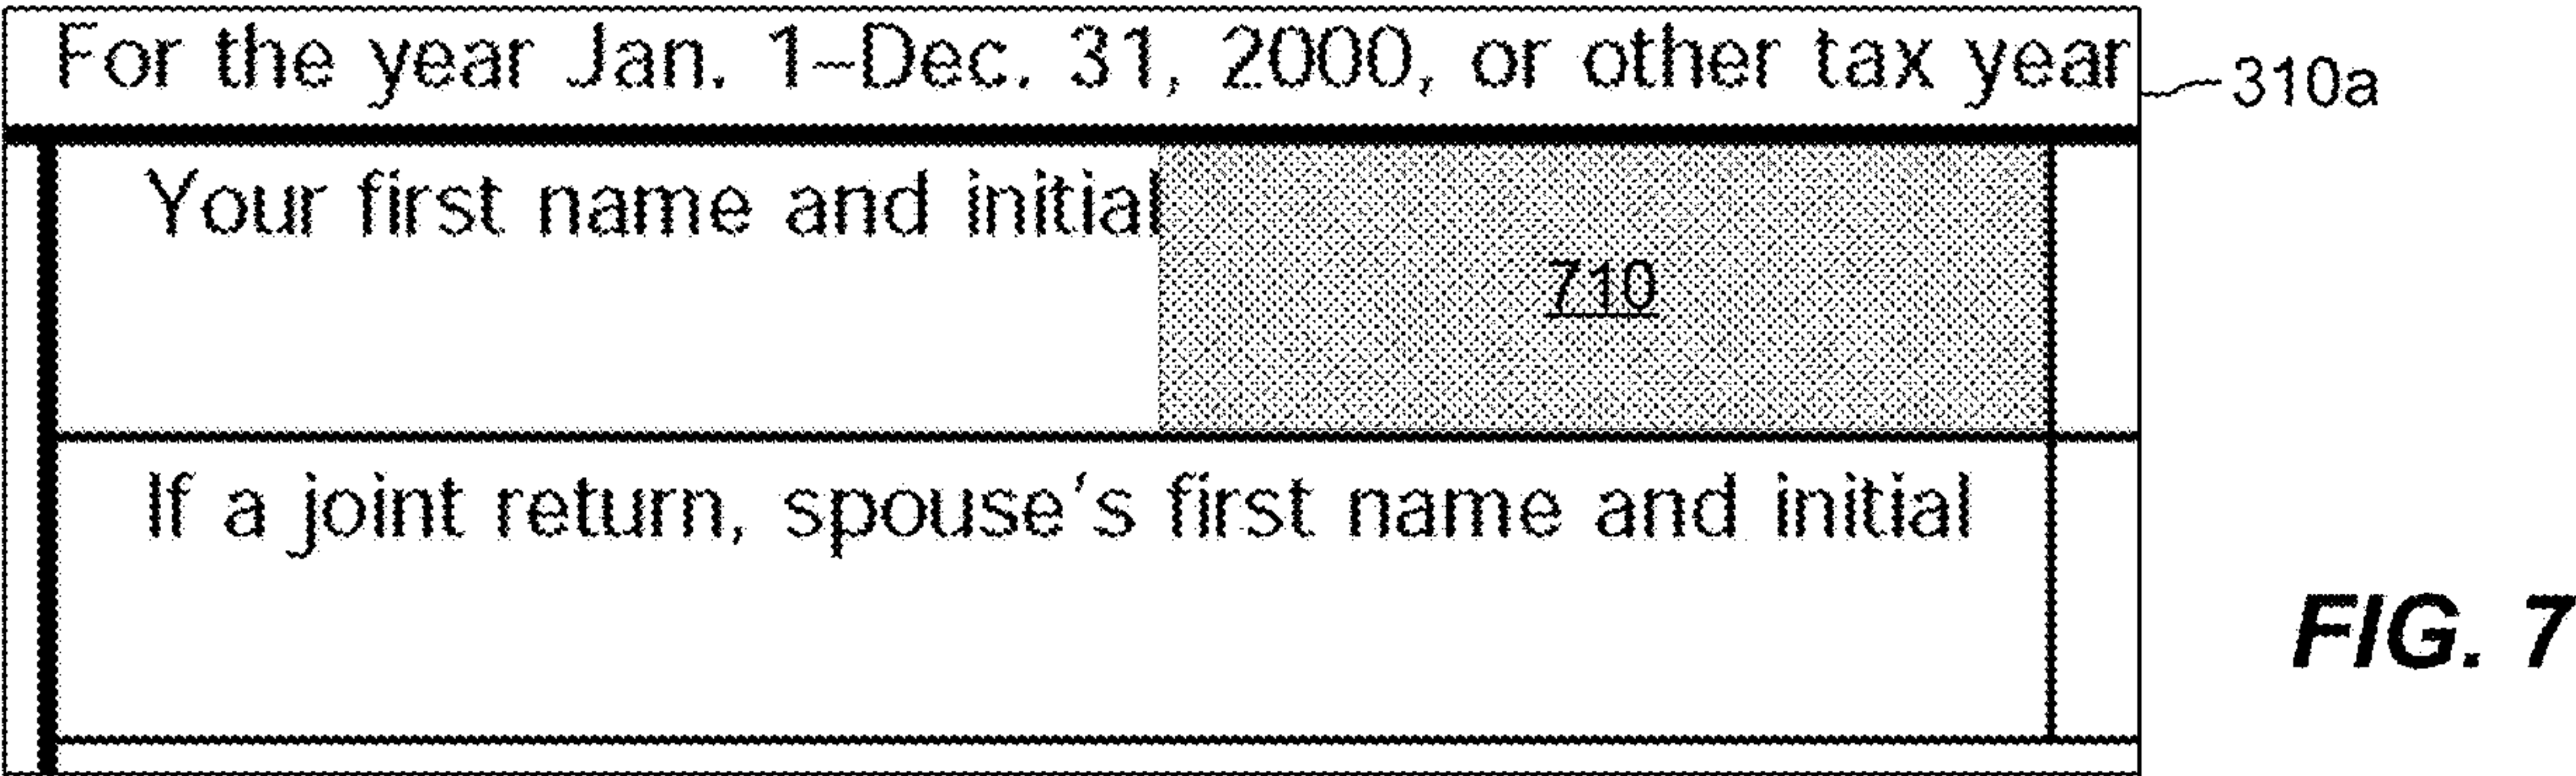 For the year Jan. 1–Dec. 31, 2000, or other tax year
310a
Your first name and initial
710
If a joint return, spouse's first name and initial
FIG. 7